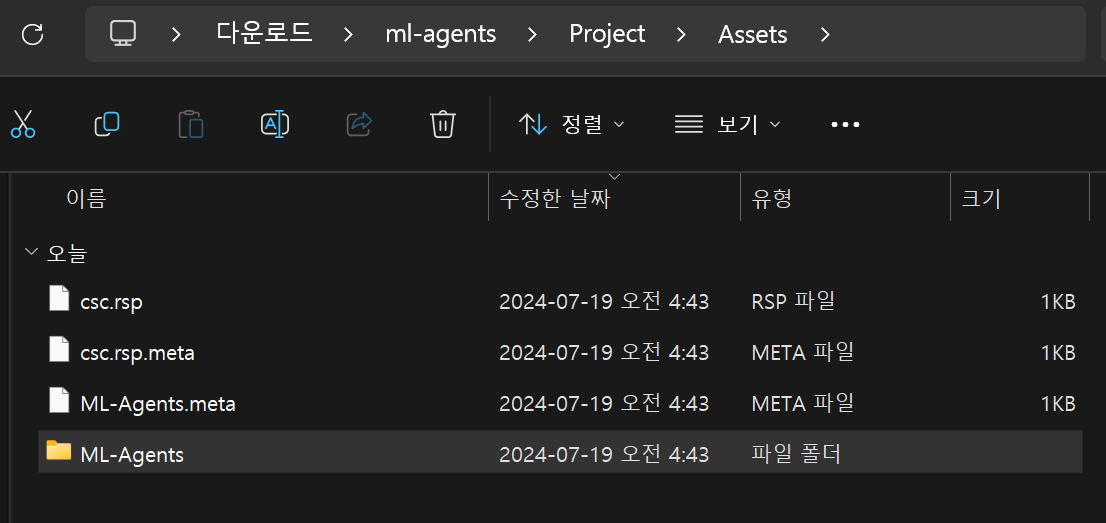 다운로드 > ml-agents > Project > Assets >
정렬 보기
이름 수정한 날짜 유형 크기
오늘
csc.rsp 2024-07-19 오전 4:43 RSP 파일 1KB
csc.rsp.meta 2024-07-19 오전 4:43 META 파일 1KB
ML-Agents.meta 2024-07-19 오전 4:43 META 파일 1KB
ML-Agents 2024-07-19 오전 4:43 파일 폴더